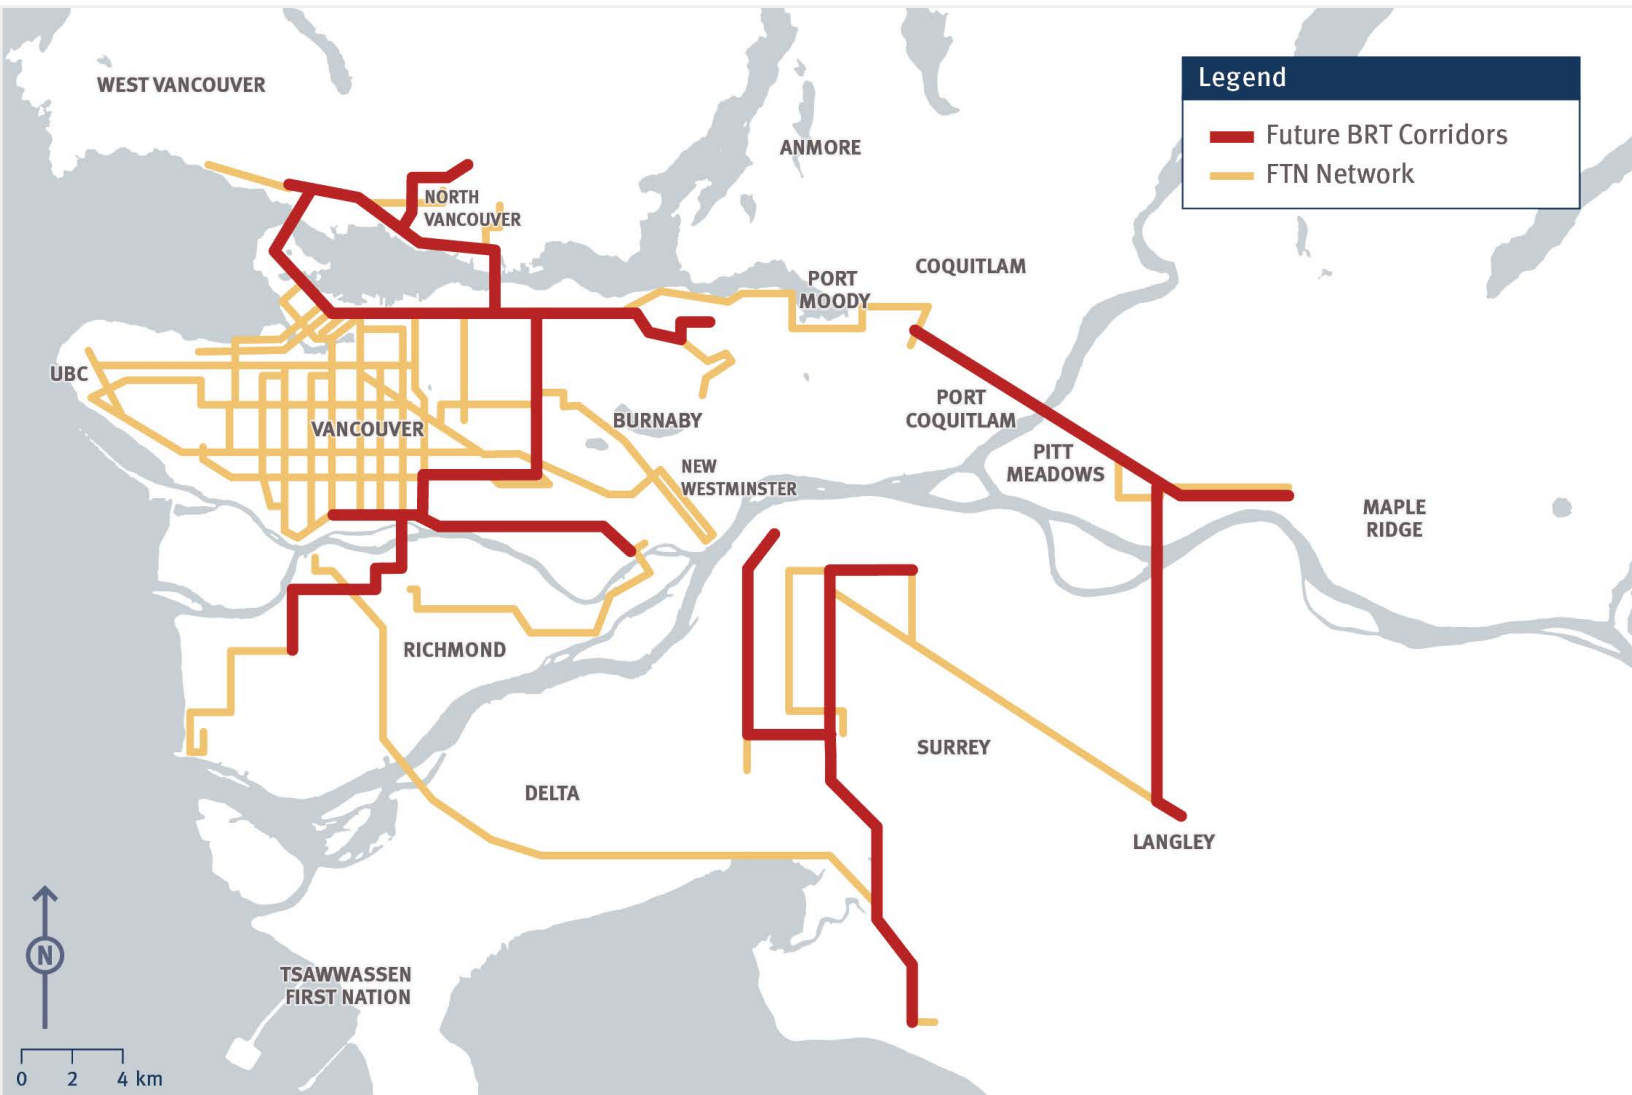 Legend
Future BRT Corridors
FTN Network
WEST VANCOUVER
ANMORE
NORTH
VANCOUVER
COQUITLAM
PORT
MOODY
UBC
PORT
COQUITLAM
BURNABY
VANCOUVER
PITT
MEADOWS
NEW
WESTMINSTER
MAPLE
RIDGE
RICHMOND
SURREY
DELTA
LANGLEY
N
TSAWWASSEN
FIRST NATION
0 2 4 km